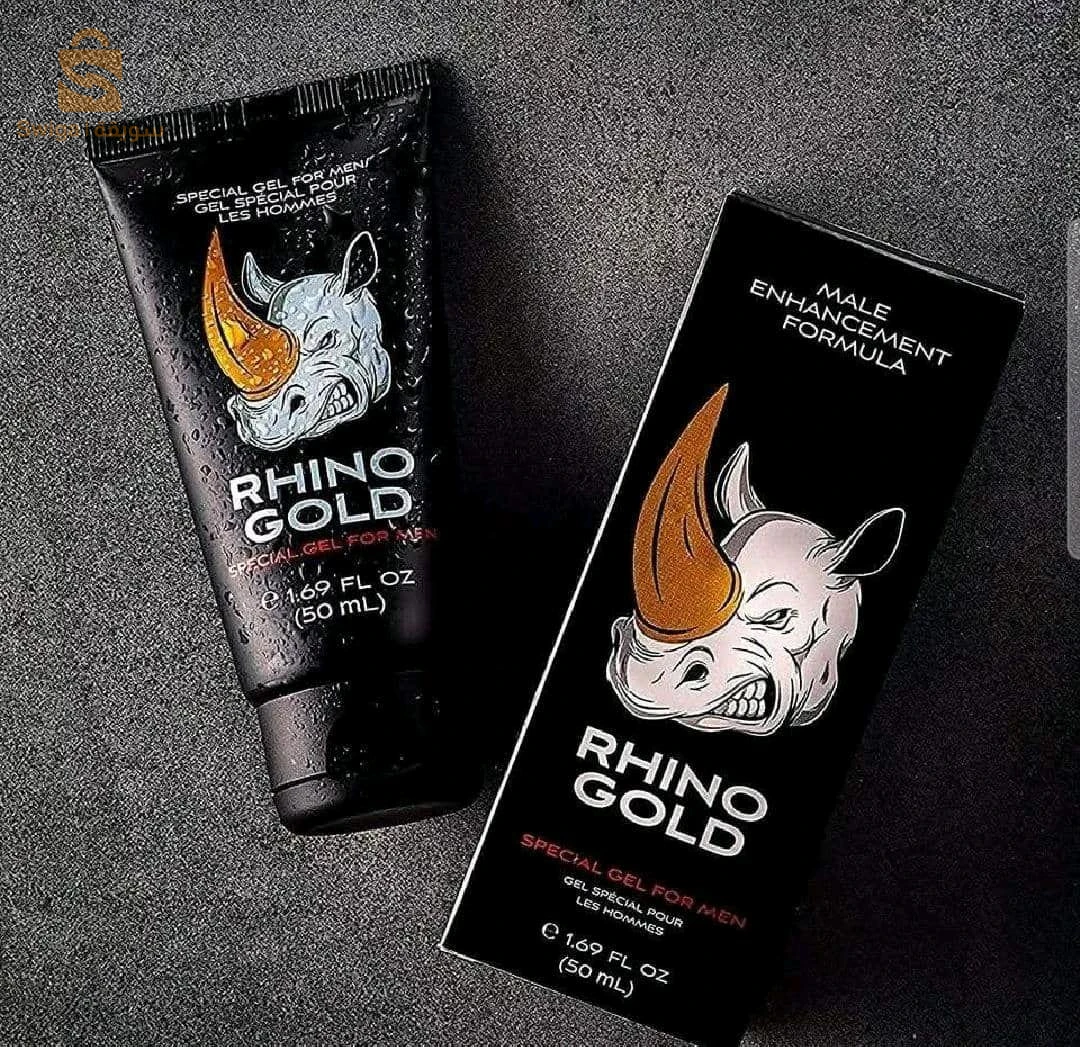 SPECIAL GEL FOR MEN
GEL SPÉCIAL POUR
LES HOMMES
RHINO
GOLD
SPECIAL GEL FOR MEN
℮ 1.69 FL OZ
(50 mL)
MALE
ENHANCEMENT
FORMULA
RHINO
GOLD
SPECIAL GEL FOR MEN
GEL SPÉCIAL POUR
LES HOMMES
℮ 1.69 FL OZ
(50 mL)